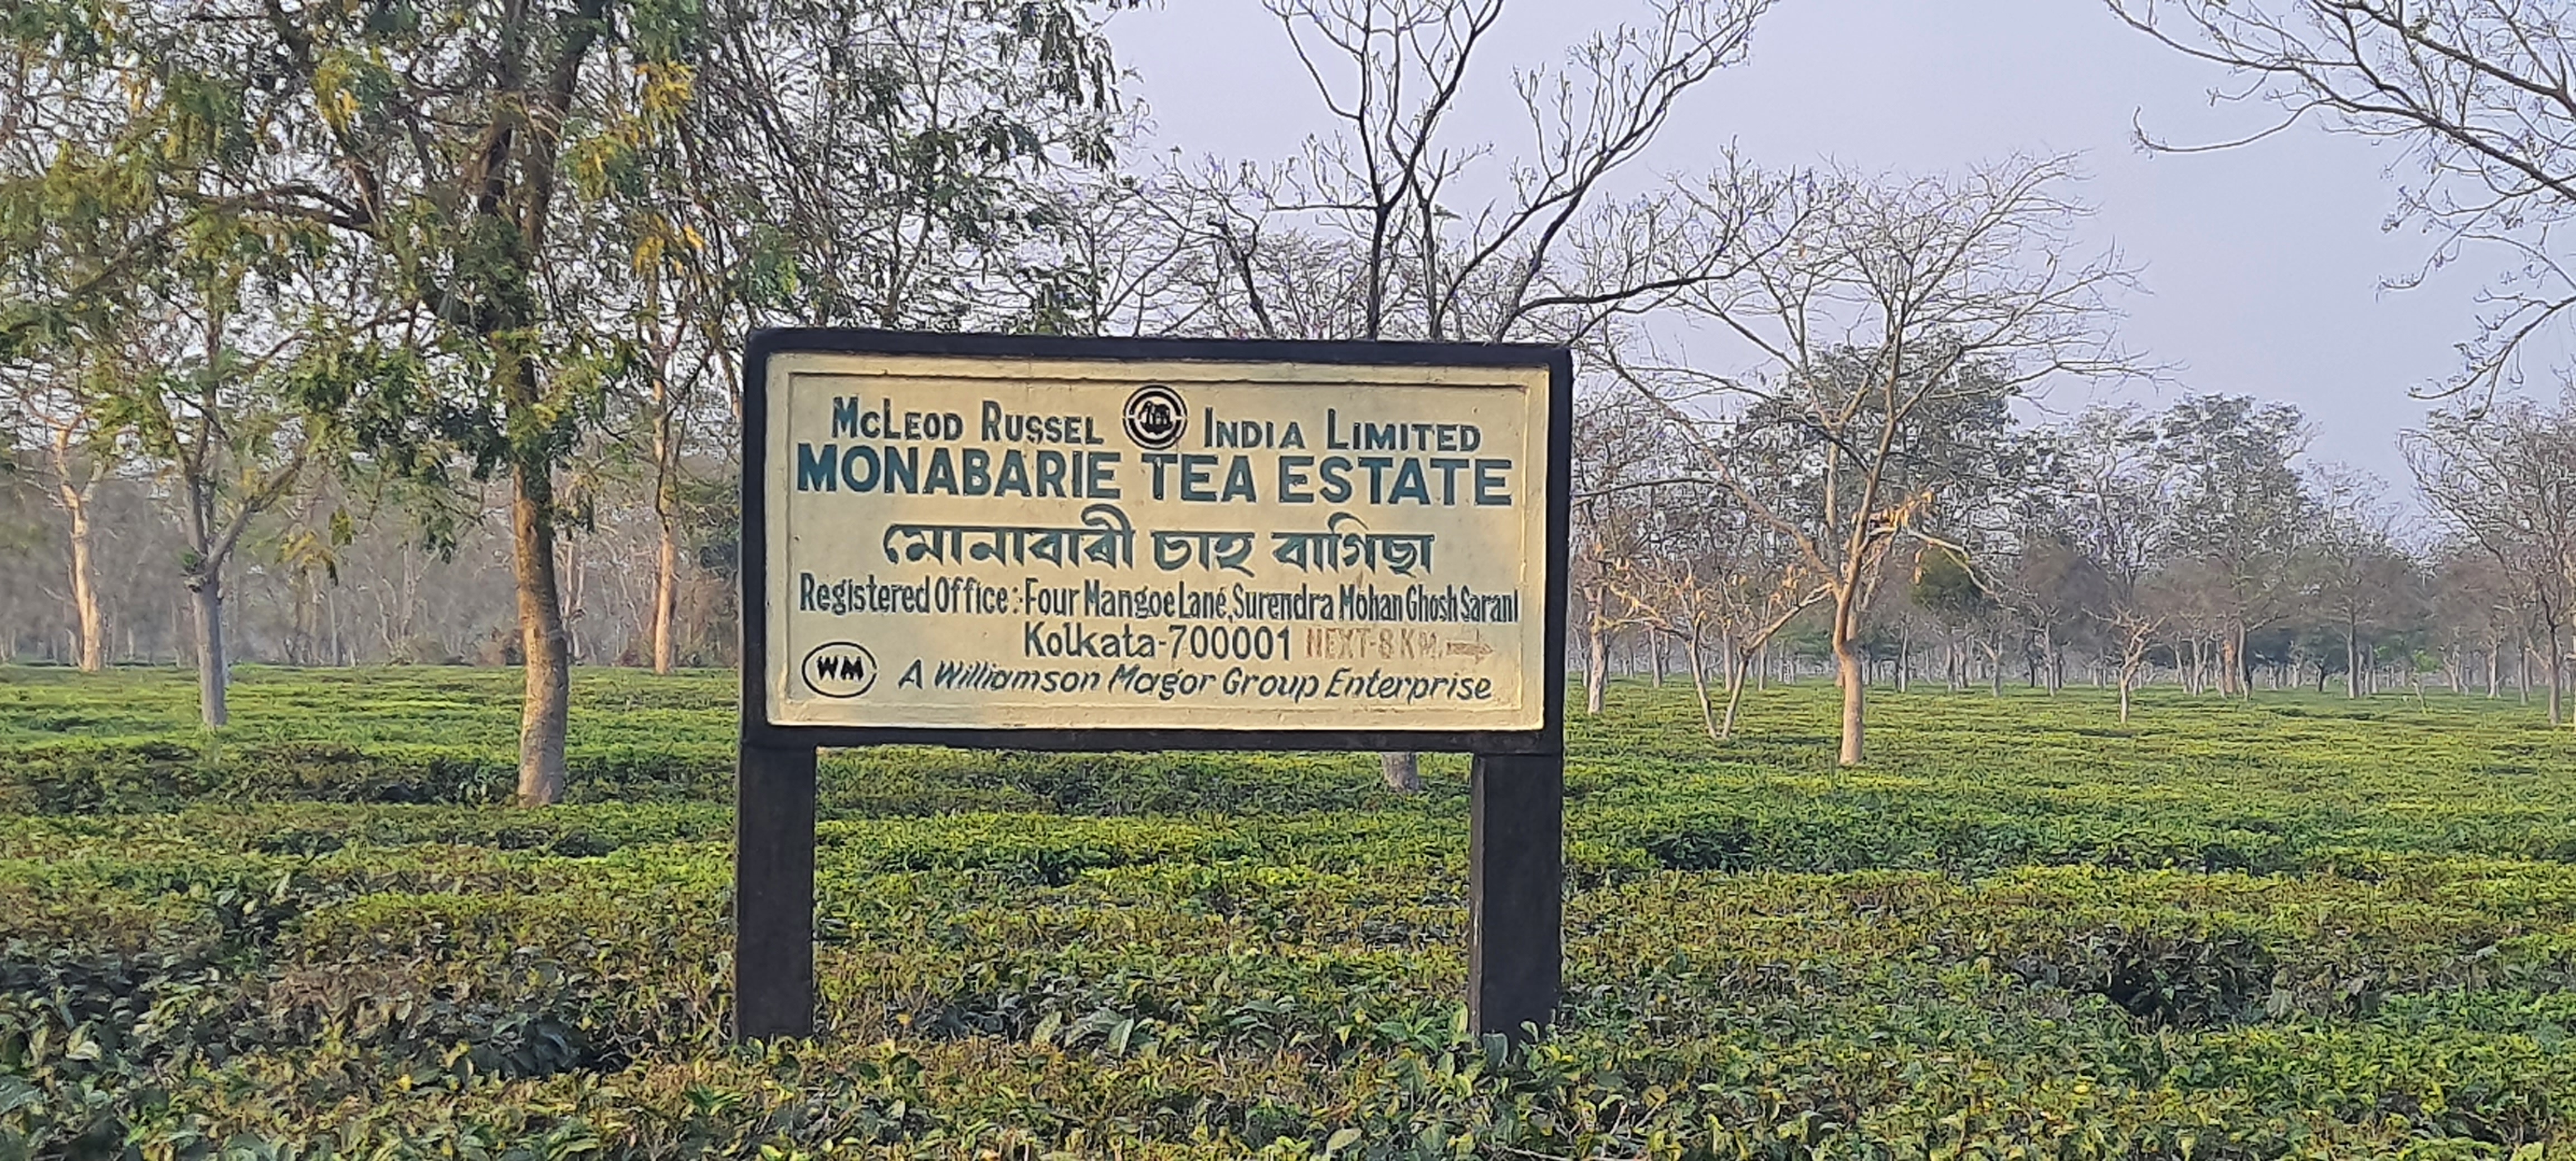 McLEOD RUSSEL INDIA LIMITED
MONABARIE TEA ESTATE
মোনাবাৰী চাহ বাগিছা
Registered Office:-Four Mangoe Lane, Surendra Mohan Ghosh Sarani
Kolkata-700001 NEXT-8 KM.
WM A Williamson Magor Group Enterprise